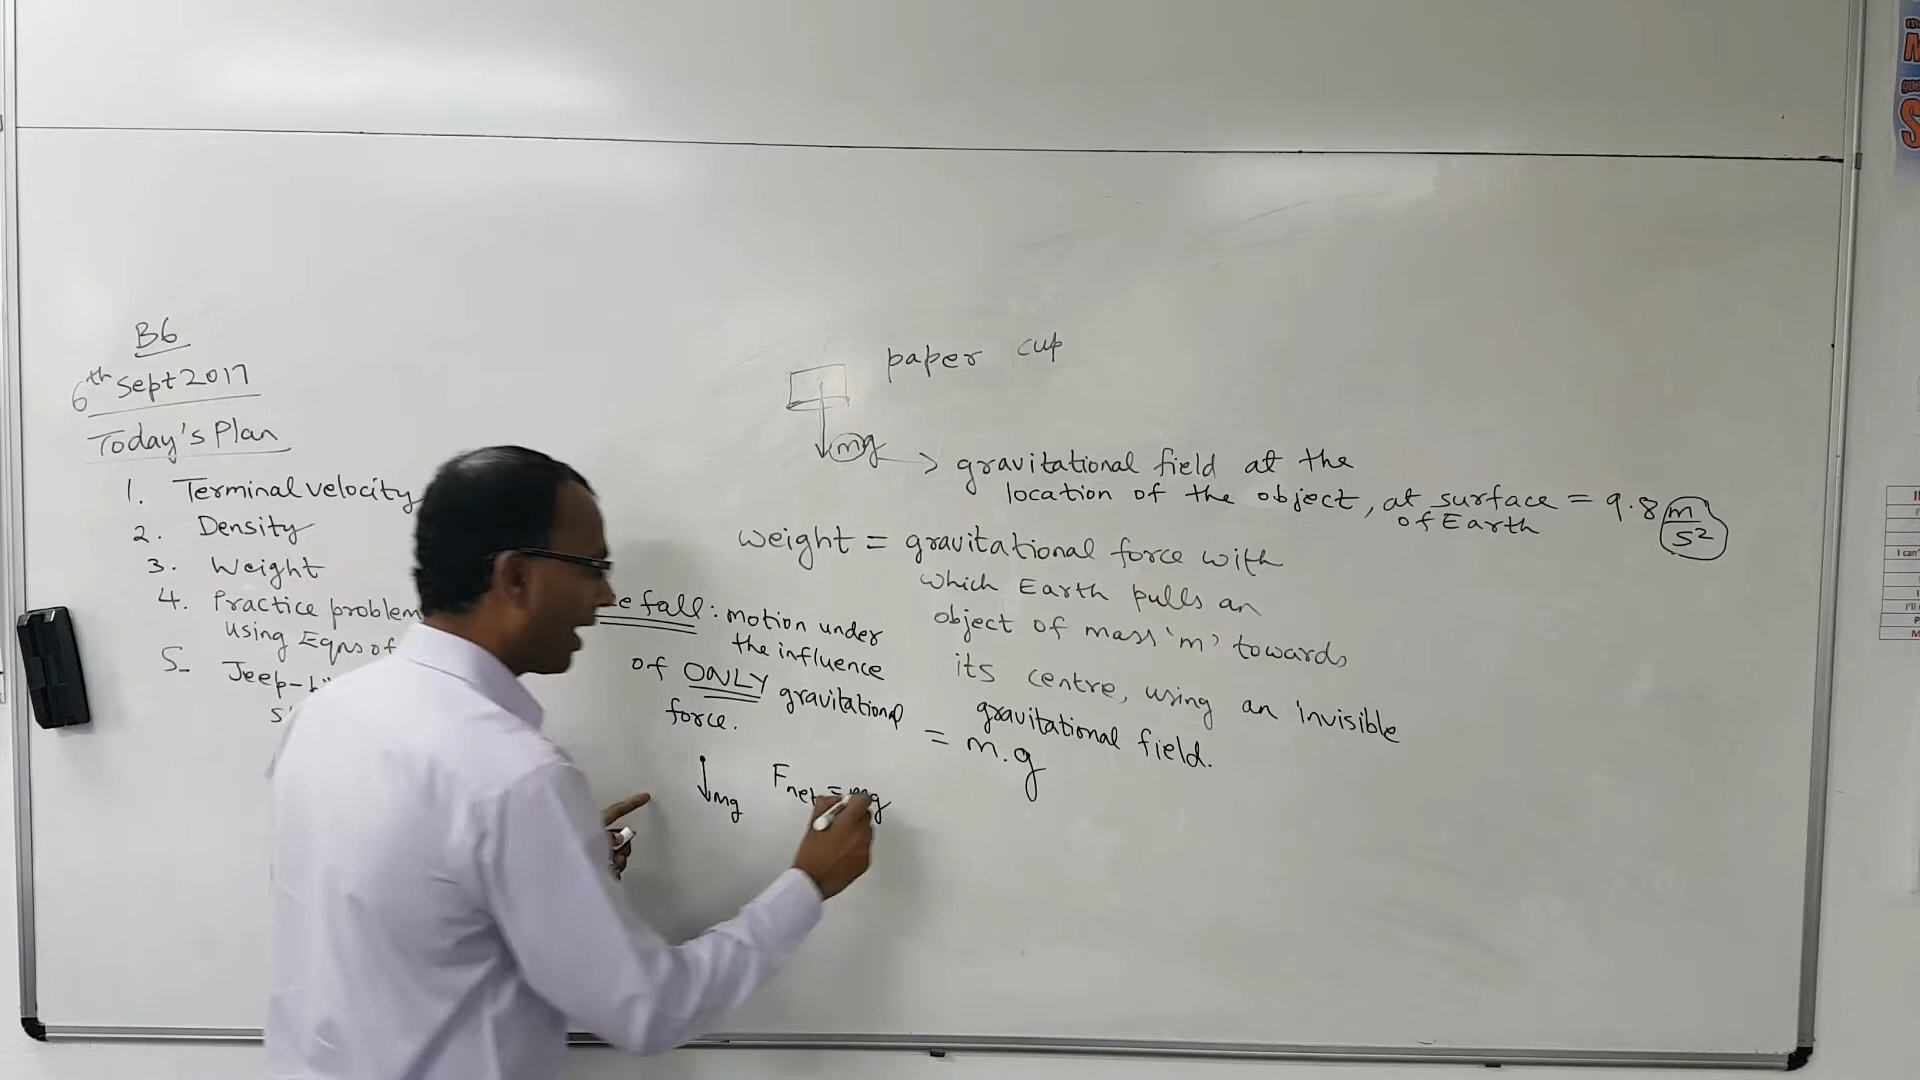 B6
6th Sept 2017
Today's Plan
1. Terminal velocity
2. Density
3. Weight
4. Practice problem
using Eqns of
5- Jeep-
paper cup
mg > gravitational field at the
location of the object, at surface = 9.8 m/s²
of Earth
weight = gravitational force with
which Earth pulls an
object of mass 'm' towards
its centre, using an invisible
gravitational field.
= m.g
fall: motion under
the influence
of ONLY gravitational
force.
mg Fnet = mg
I can'